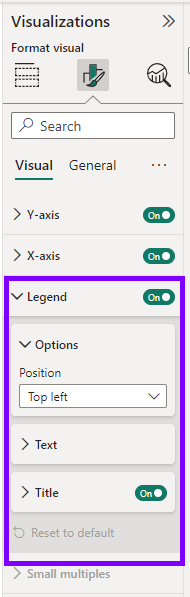 Visualizations
Format visual
Search
Visual General ...
Y-axis On
X-axis On
Legend On
Options
Position
Top left
Text
Title On
Reset to default
Small multiples